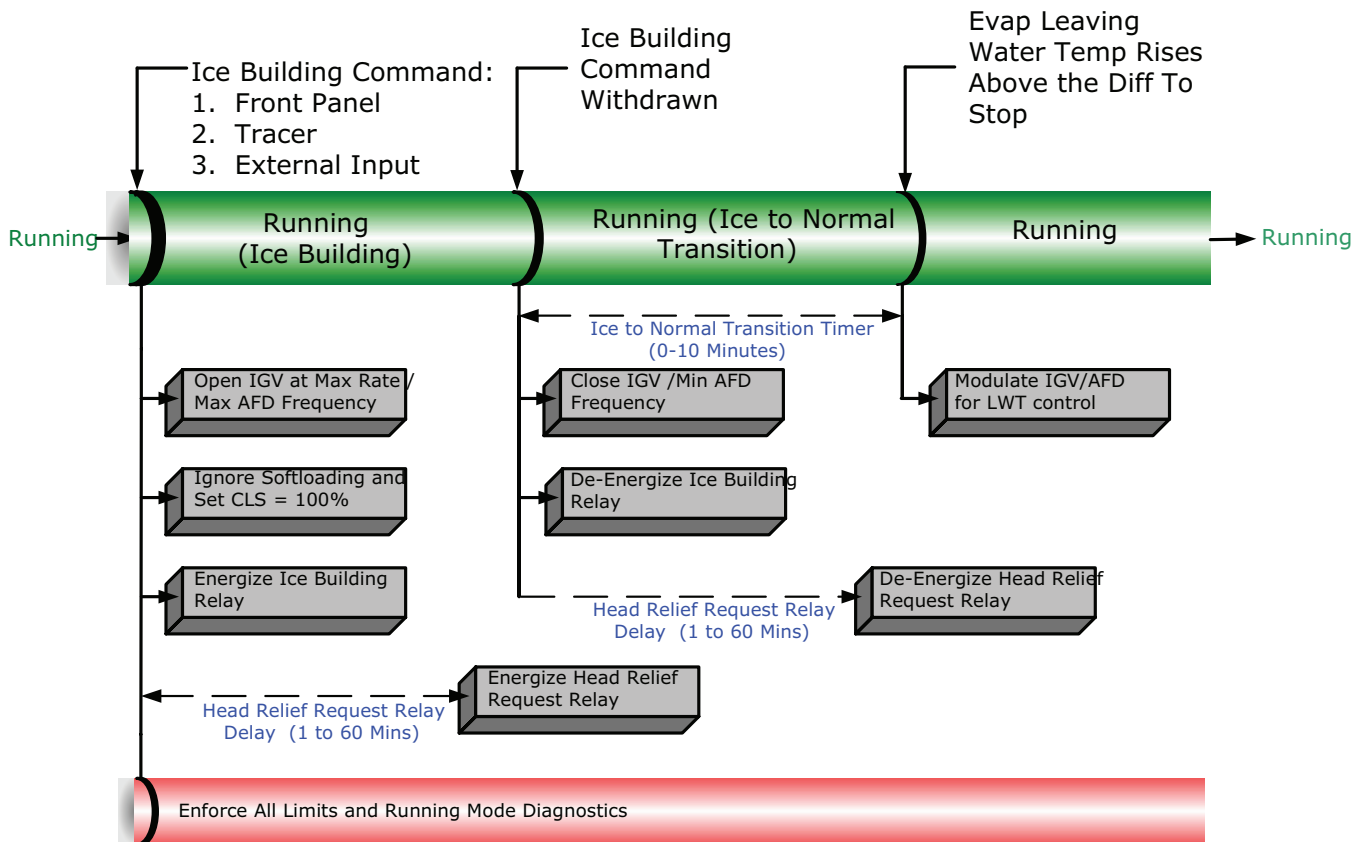 Ice Building Command:
1. Front Panel
2. Tracer
3. External Input
Ice Building
Command
Withdrawn
Evap Leaving
Water Temp Rises
Above the Diff To
Stop
Running
Running
(Ice Building)
Running (Ice to Normal
Transition)
Running
Running
Ice to Normal Transition Timer
(0-10 Minutes)
Open IGV at Max Rate /
Max AFD Frequency
Close IGV /Min AFD
Frequency
Modulate IGV/AFD
for LWT control
Ignore Softloading and
Set CLS = 100%
De-Energize Ice Building
Relay
Energize Ice Building
Relay
Head Relief Request Relay
Delay (1 to 60 Mins)
De-Energize Head Relief
Request Relay
Head Relief Request Relay
Delay (1 to 60 Mins)
Energize Head Relief
Request Relay
Enforce All Limits and Running Mode Diagnostics